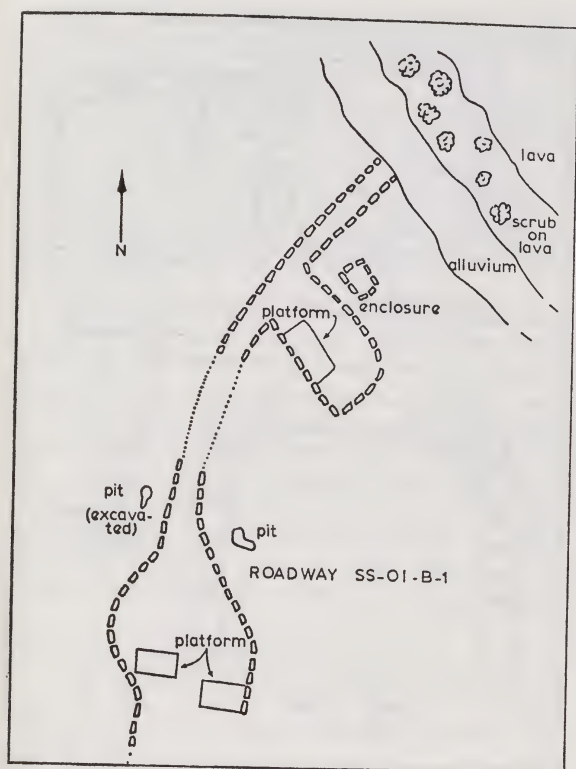 lava
scrub
on
lava
alluvium
N
enclosure
platform
pit
(excava-
ted)
pit
ROADWAY SS-01-B-1
platform